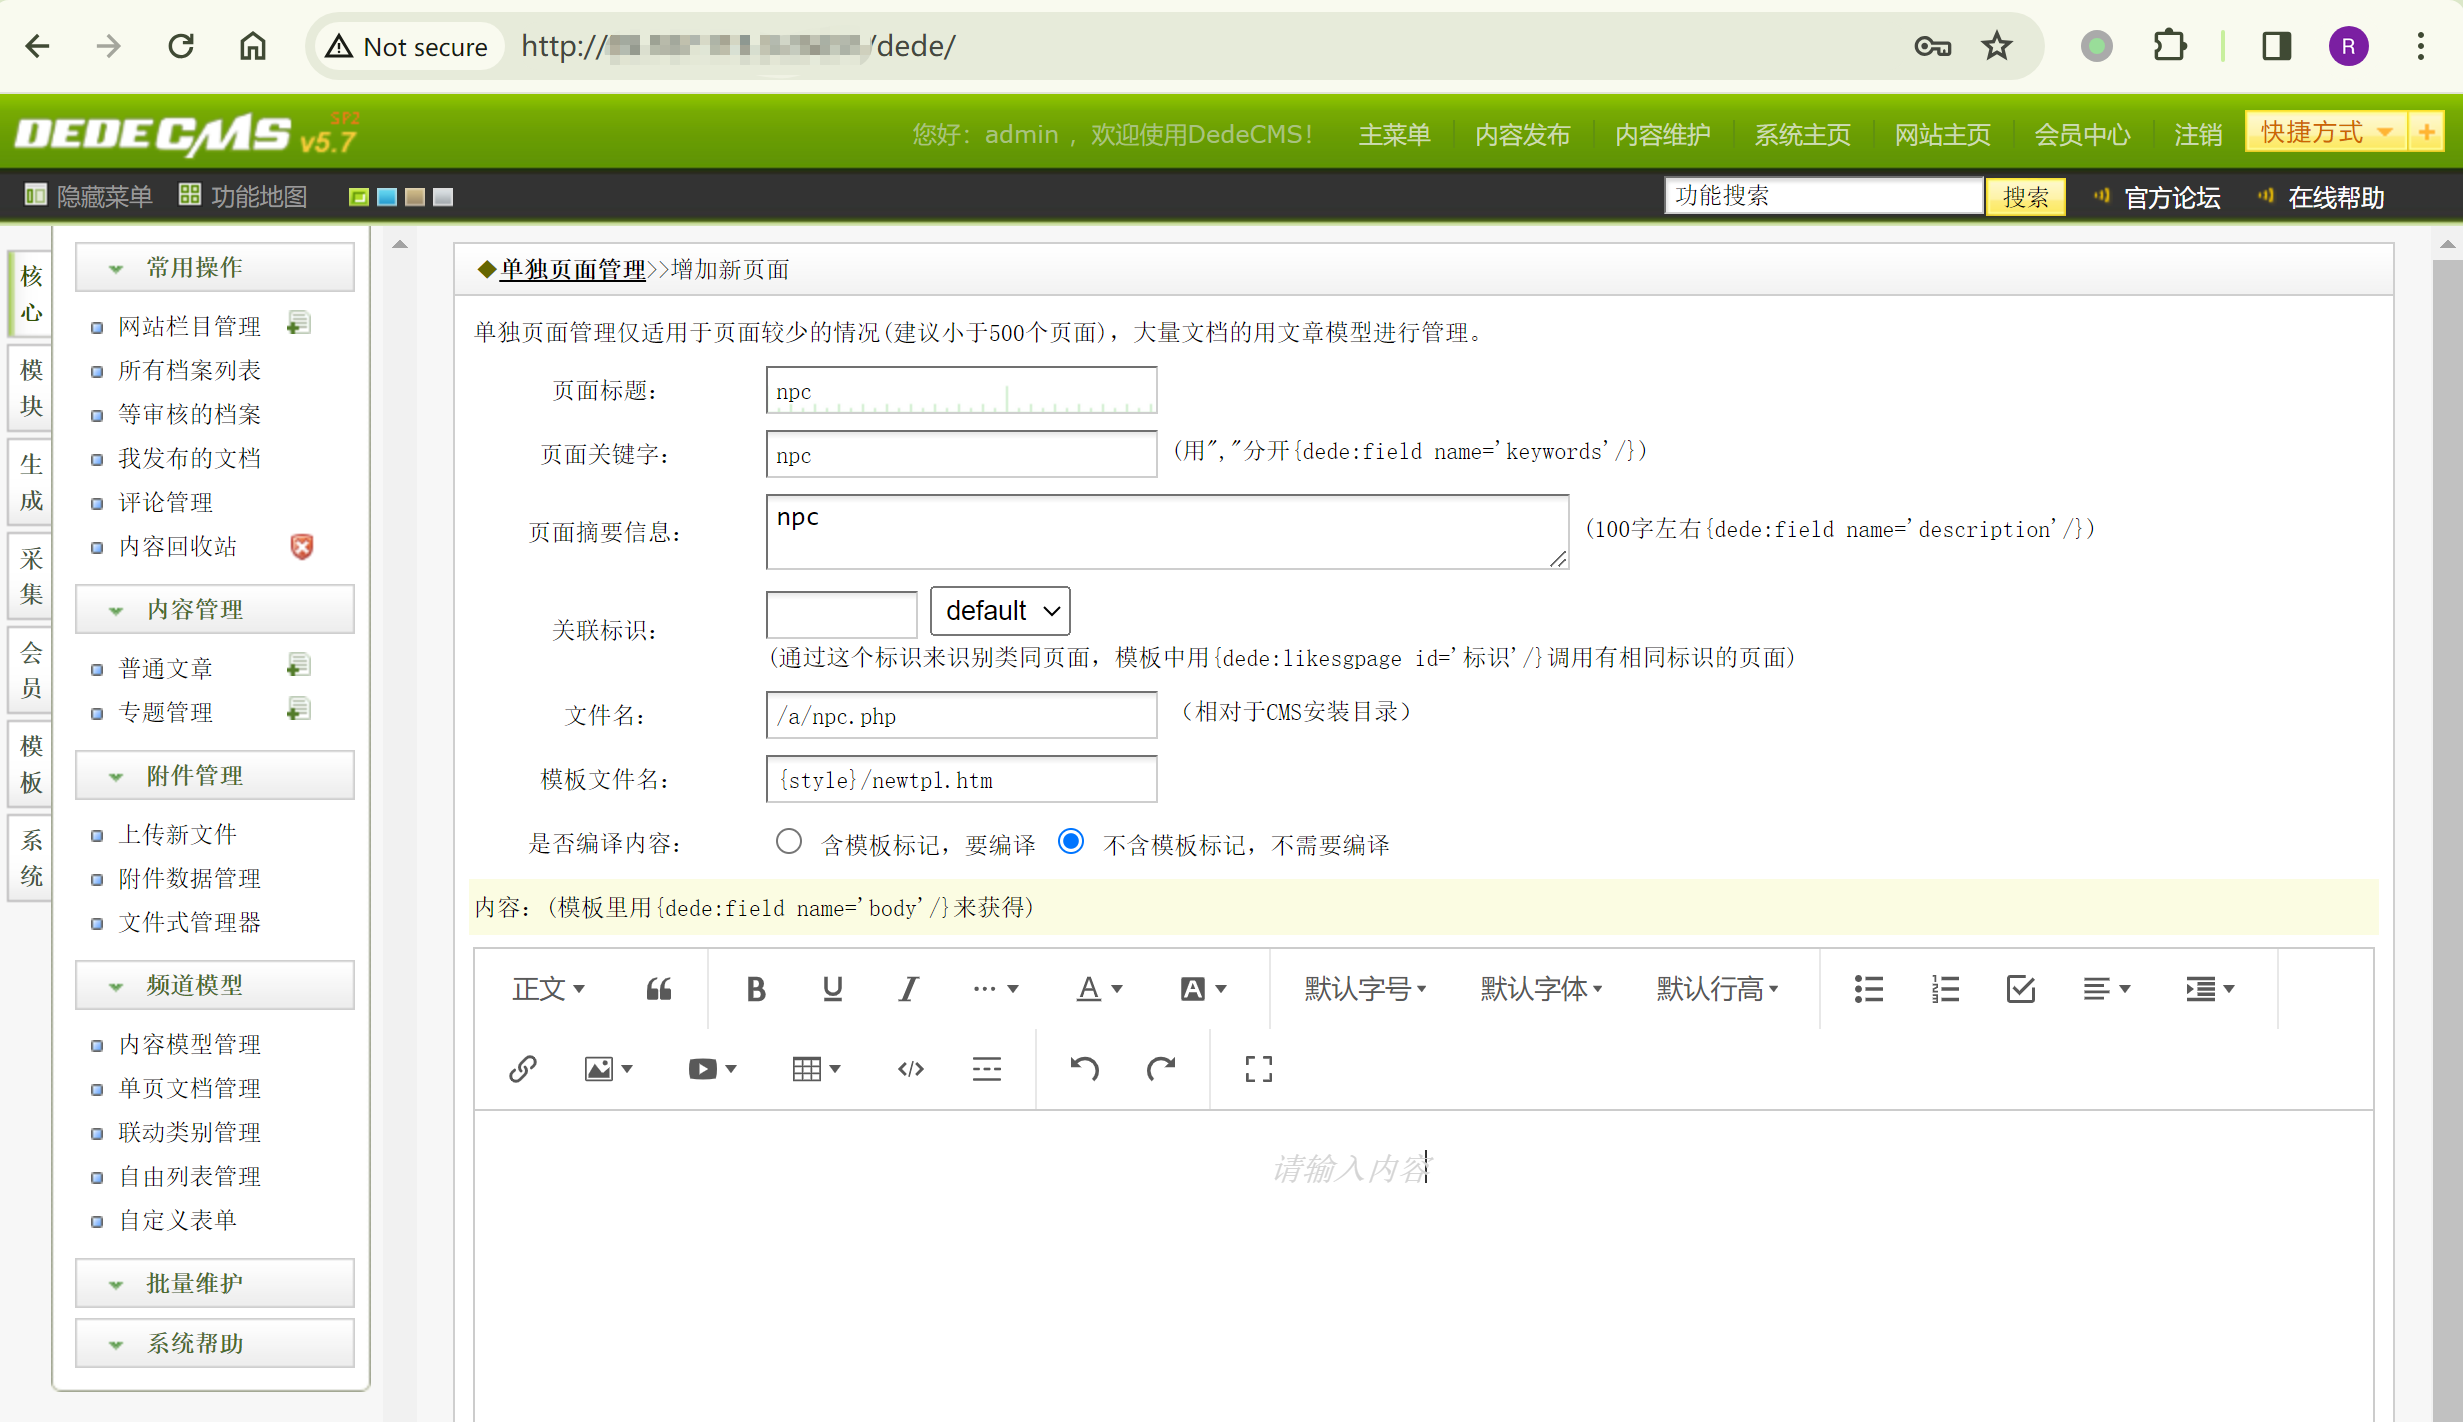 Not secure http:// /dede/ R
DEDECMS v5.7 SP2
您好：admin ，欢迎使用DedeCMS！ 主菜单 内容发布 内容维护 系统主页 网站主页 会员中心 注销 快捷方式 +
隐藏菜单 功能地图 功能搜索 搜索 官方论坛 在线帮助
核心
模块
生成
采集
会员
模板
系统
常用操作
网站栏目管理
所有档案列表
等审核的档案
我发布的文档
评论管理
内容回收站
内容管理
普通文章
专题管理
附件管理
上传新文件
附件数据管理
文件式管理器
频道模型
内容模型管理
单页文档管理
联动类别管理
自由列表管理
自定义表单
批量维护
系统帮助
◆单独页面管理>>增加新页面
单独页面管理仅适用于页面较少的情况(建议小于500个页面)，大量文档的用文章模型进行管理。
页面标题： npc
页面关键字： npc (用","分开{dede:field name='keywords'/})
页面摘要信息： npc (100字左右{dede:field name='description'/})
关联标识： default
(通过这个标识来识别类同页面，模板中用{dede:likesgpage id='标识'/}调用有相同标识的页面)
文件名： /a/npc.php （相对于CMS安装目录）
模板文件名： {style}/newtpl.htm
是否编译内容： 含模板标记，要编译 不含模板标记，不需要编译
内容：(模板里用{dede:field name='body'/}来获得)
正文 B U I ··· A A 默认字号 默认字体 默认行高
请输入内容